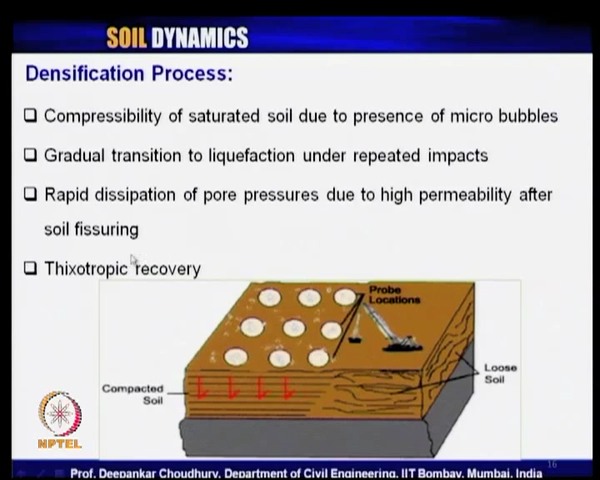 SOIL DYNAMICS
Densification Process:
Compressibility of saturated soil due to presence of micro bubbles
Gradual transition to liquefaction under repeated impacts
Rapid dissipation of pore pressures due to high permeability after
soil fissuring
Thixotropic recovery
Probe
Locations
Loose
Soil
Compacted
Soil
NPTEL
16
Prof. Deepankar Choudhury, Department of Civil Engineering, IIT Bombay, Mumbai, India